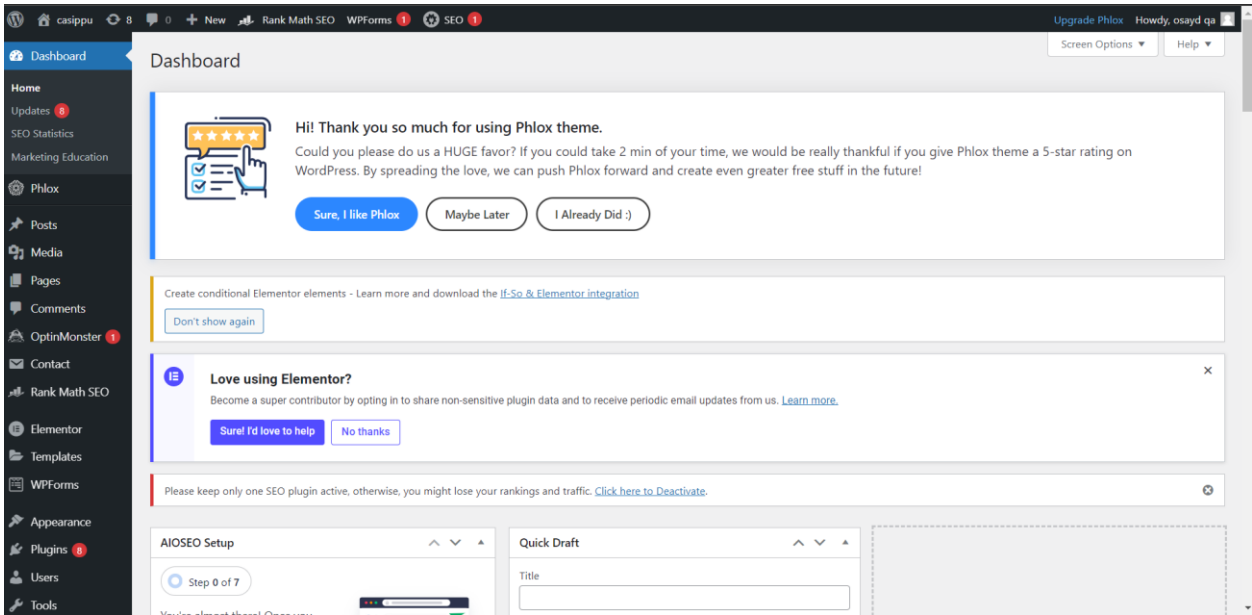 casippu 8 0 New Rank Math SEO WPForms 1 SEO 1 Upgrade Phlox Howdy, osayd qa
Screen Options Help
Dashboard
Home
Updates 8
SEO Statistics
Marketing Education
Phlox
Posts
Media
Pages
Comments
OptinMonster 1
Contact
Rank Math SEO
Elementor
Templates
WPForms
Appearance
Plugins 8
Users
Tools
Dashboard
Hi! Thank you so much for using Phlox theme.
Could you please do us a HUGE favor? If you could take 2 min of your time, we would be really thankful if you give Phlox theme a 5-star rating on
WordPress. By spreading the love, we can push Phlox forward and create even greater free stuff in the future!
Sure, I like Phlox Maybe Later I Already Did :)
Create conditional Elementor elements - Learn more and download the If-So & Elementor integration
Don't show again
Love using Elementor?
Become a super contributor by opting in to share non-sensitive plugin data and to receive periodic email updates from us. Learn more.
Sure! I'd love to help No thanks
Please keep only one SEO plugin active, otherwise, you might lose your rankings and traffic. Click here to Deactivate.
AIOSEO Setup
Step 0 of 7
You're almost there! Once you
Quick Draft
Title